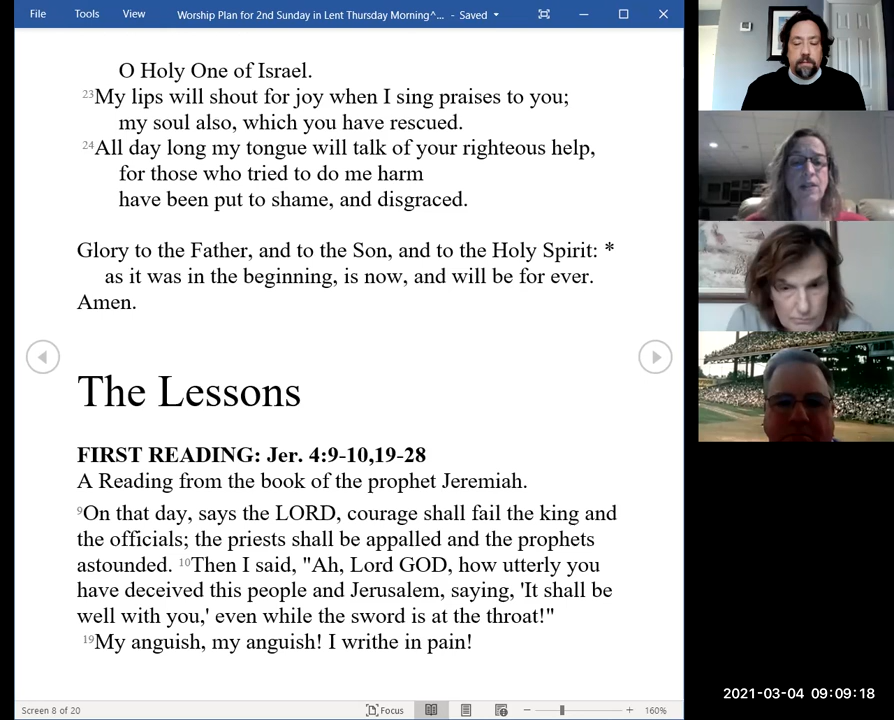 File Tools Worship Plan for 2nd Sunday in Lent Thursday Morning^... - Saved
O Holy One of Israel.
23My lips will shout for joy when I sing praises to you;
my soul also, which you have rescued.
24All day long my tongue will talk of your righteous help,
for those who tried to do me harm
have been put to shame, and disgraced.
Glory to the Father, and to the Son, and to the Holy Spirit: *
as it was in the beginning, is now, and will be for ever.
Amen.
The Lessons
FIRST READING: Jer. 4:9-10,19-28
A Reading from the book of the prophet Jeremiah.
9On that day, says the LORD, courage shall fail the king and
the officials; the priests shall be appalled and the prophets
astounded. 10Then I said, "Ah, Lord GOD, how utterly you
have deceived this people and Jerusalem, saying, 'It shall be
well with you,' even while the sword is at the throat!"
19My anguish, my anguish! I writhe in pain!
Screen 8 of 20 Focus 160%
2021-03-04 09:09:18